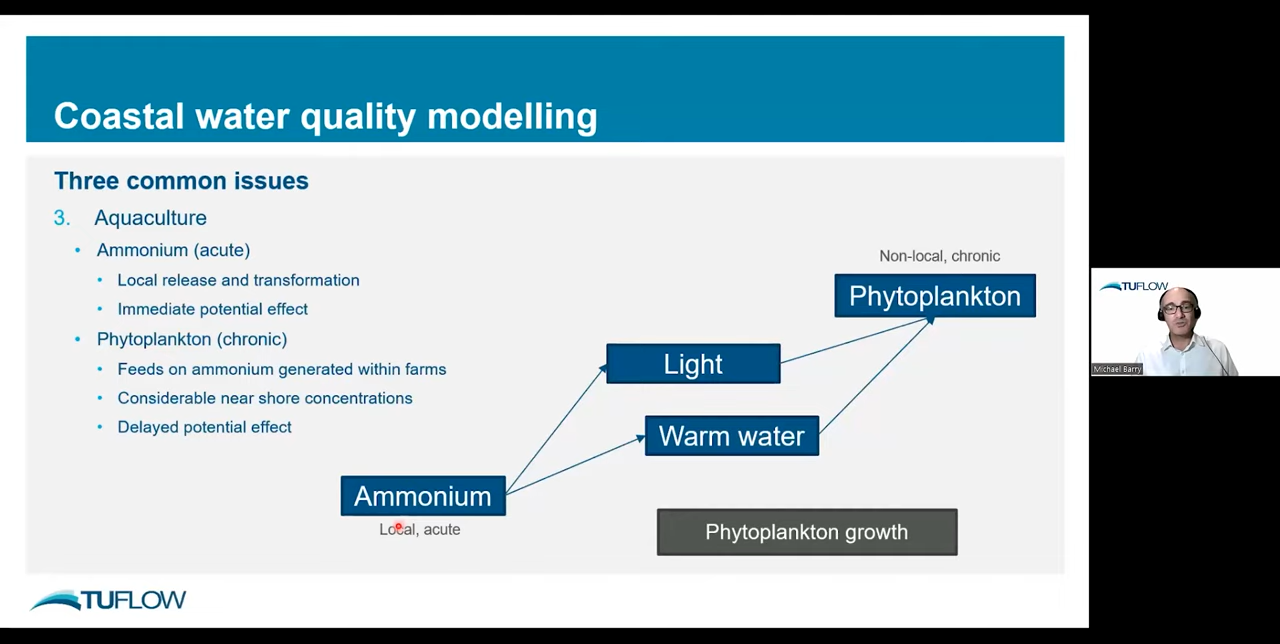 Coastal water quality modelling
Three common issues
3. Aquaculture
• Ammonium (acute)
• Local release and transformation
• Immediate potential effect
• Phytoplankton (chronic)
• Feeds on ammonium generated within farms
• Considerable near shore concentrations
• Delayed potential effect
Non-local, chronic
Phytoplankton
Light
Warm water
Ammonium
Local, acute
Phytoplankton growth
TUFLOW
TUFLOW
Michael Barry